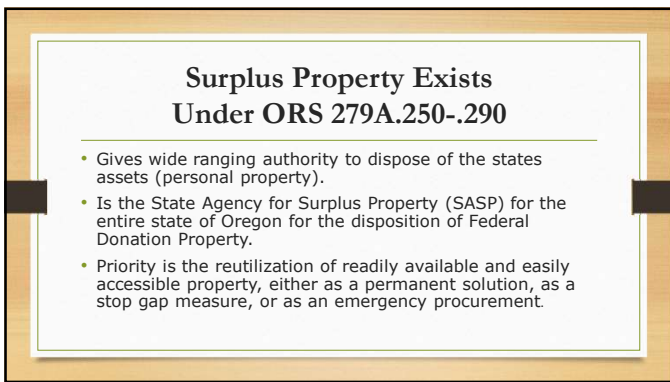 Surplus Property Exists
Under ORS 279A.250-.290
• Gives wide ranging authority to dispose of the states
assets (personal property).
• Is the State Agency for Surplus Property (SASP) for the
entire state of Oregon for the disposition of Federal
Donation Property.
• Priority is the reutilization of readily available and easily
accessible property, either as a permanent solution, as a
stop gap measure, or as an emergency procurement.